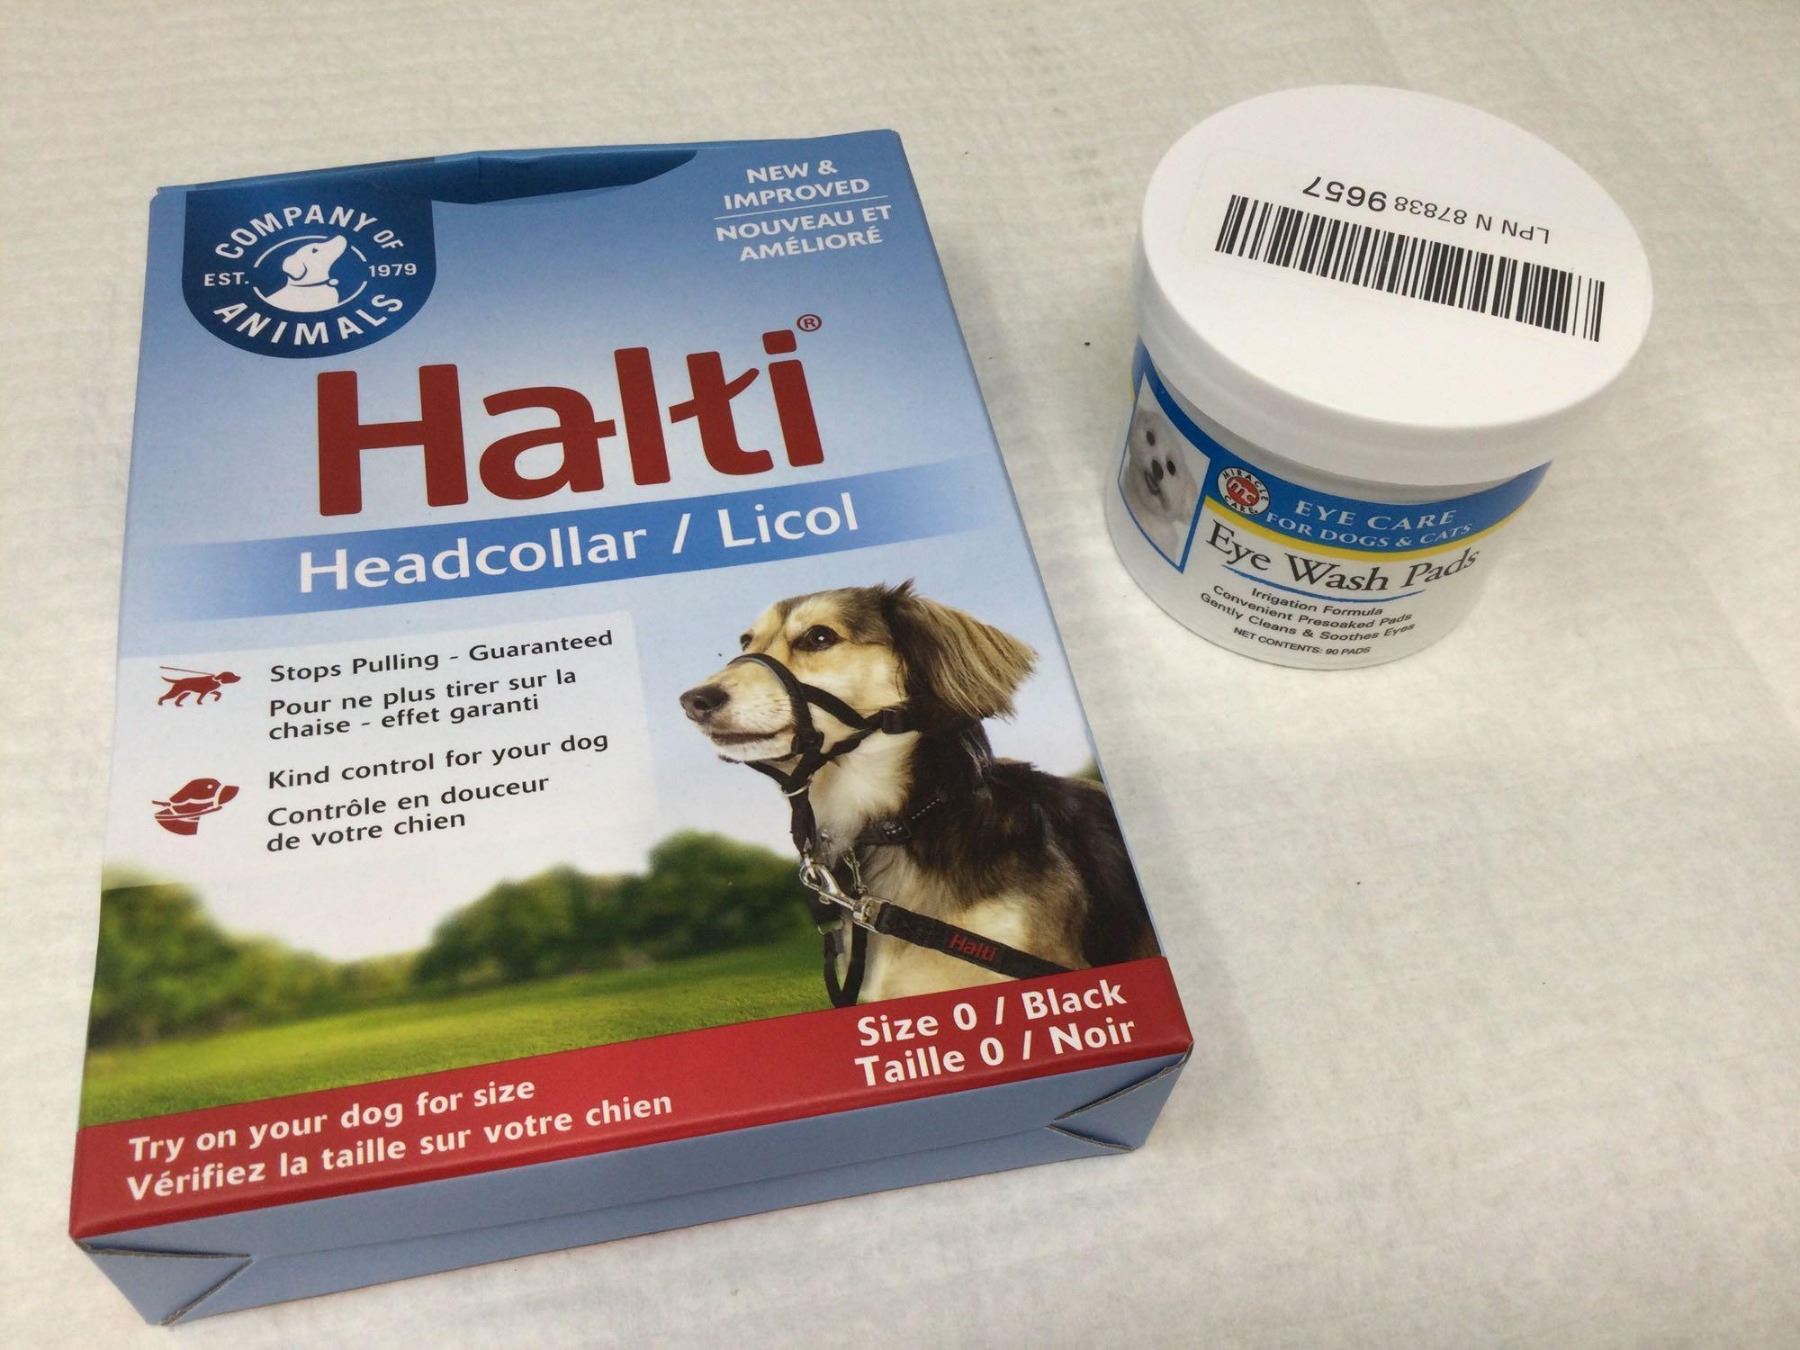 COMPANY OF
EST. 1979
ANIMALS
NEW &
IMPROVED
NOUVEAU ET
AMÉLIORÉ
Halti®
Headcollar / Licol
Stops Pulling - Guaranteed
Pour ne plus tirer sur la
chaise - effet garanti
Kind control for your dog
Contrôle en douceur
de votre chien
Halti
Size 0 / Black
Taille 0 / Noir
Try on your dog for size
Vérifiez la taille sur votre chien
LPN N 87838 9657
MIRACLE
mc
CARE
EYE CARE
FOR DOGS & CATS
Eye Wash Pads
Irrigation Formula
Convenient Presoaked Pads
Gently Cleans & Soothes Eyes
NET CONTENTS: 90 PADS